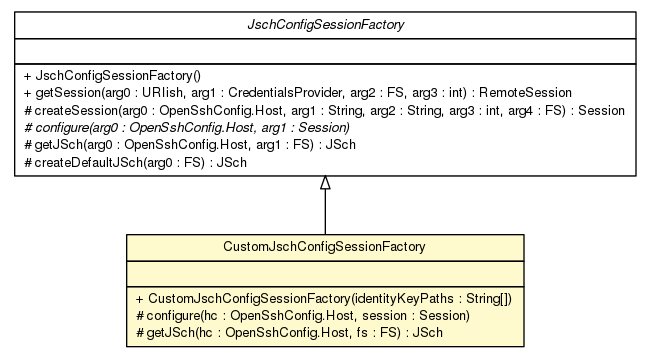 JschConfigSessionFactory
+ JschConfigSessionFactory()
+ getSession(arg0 : URIish, arg1 : CredentialsProvider, arg2 : FS, arg3 : int) : RemoteSession
# createSession(arg0 : OpenSshConfig.Host, arg1 : String, arg2 : String, arg3 : int, arg4 : FS) : Session
# configure(arg0 : OpenSshConfig.Host, arg1 : Session)
# getJSch(arg0 : OpenSshConfig.Host, arg1 : FS) : JSch
# createDefaultJSch(arg0 : FS) : JSch
CustomJschConfigSessionFactory
+ CustomJschConfigSessionFactory(identityKeyPaths : String[])
# configure(hc : OpenSshConfig.Host, session : Session)
# getJSch(hc : OpenSshConfig.Host, fs : FS) : JSch